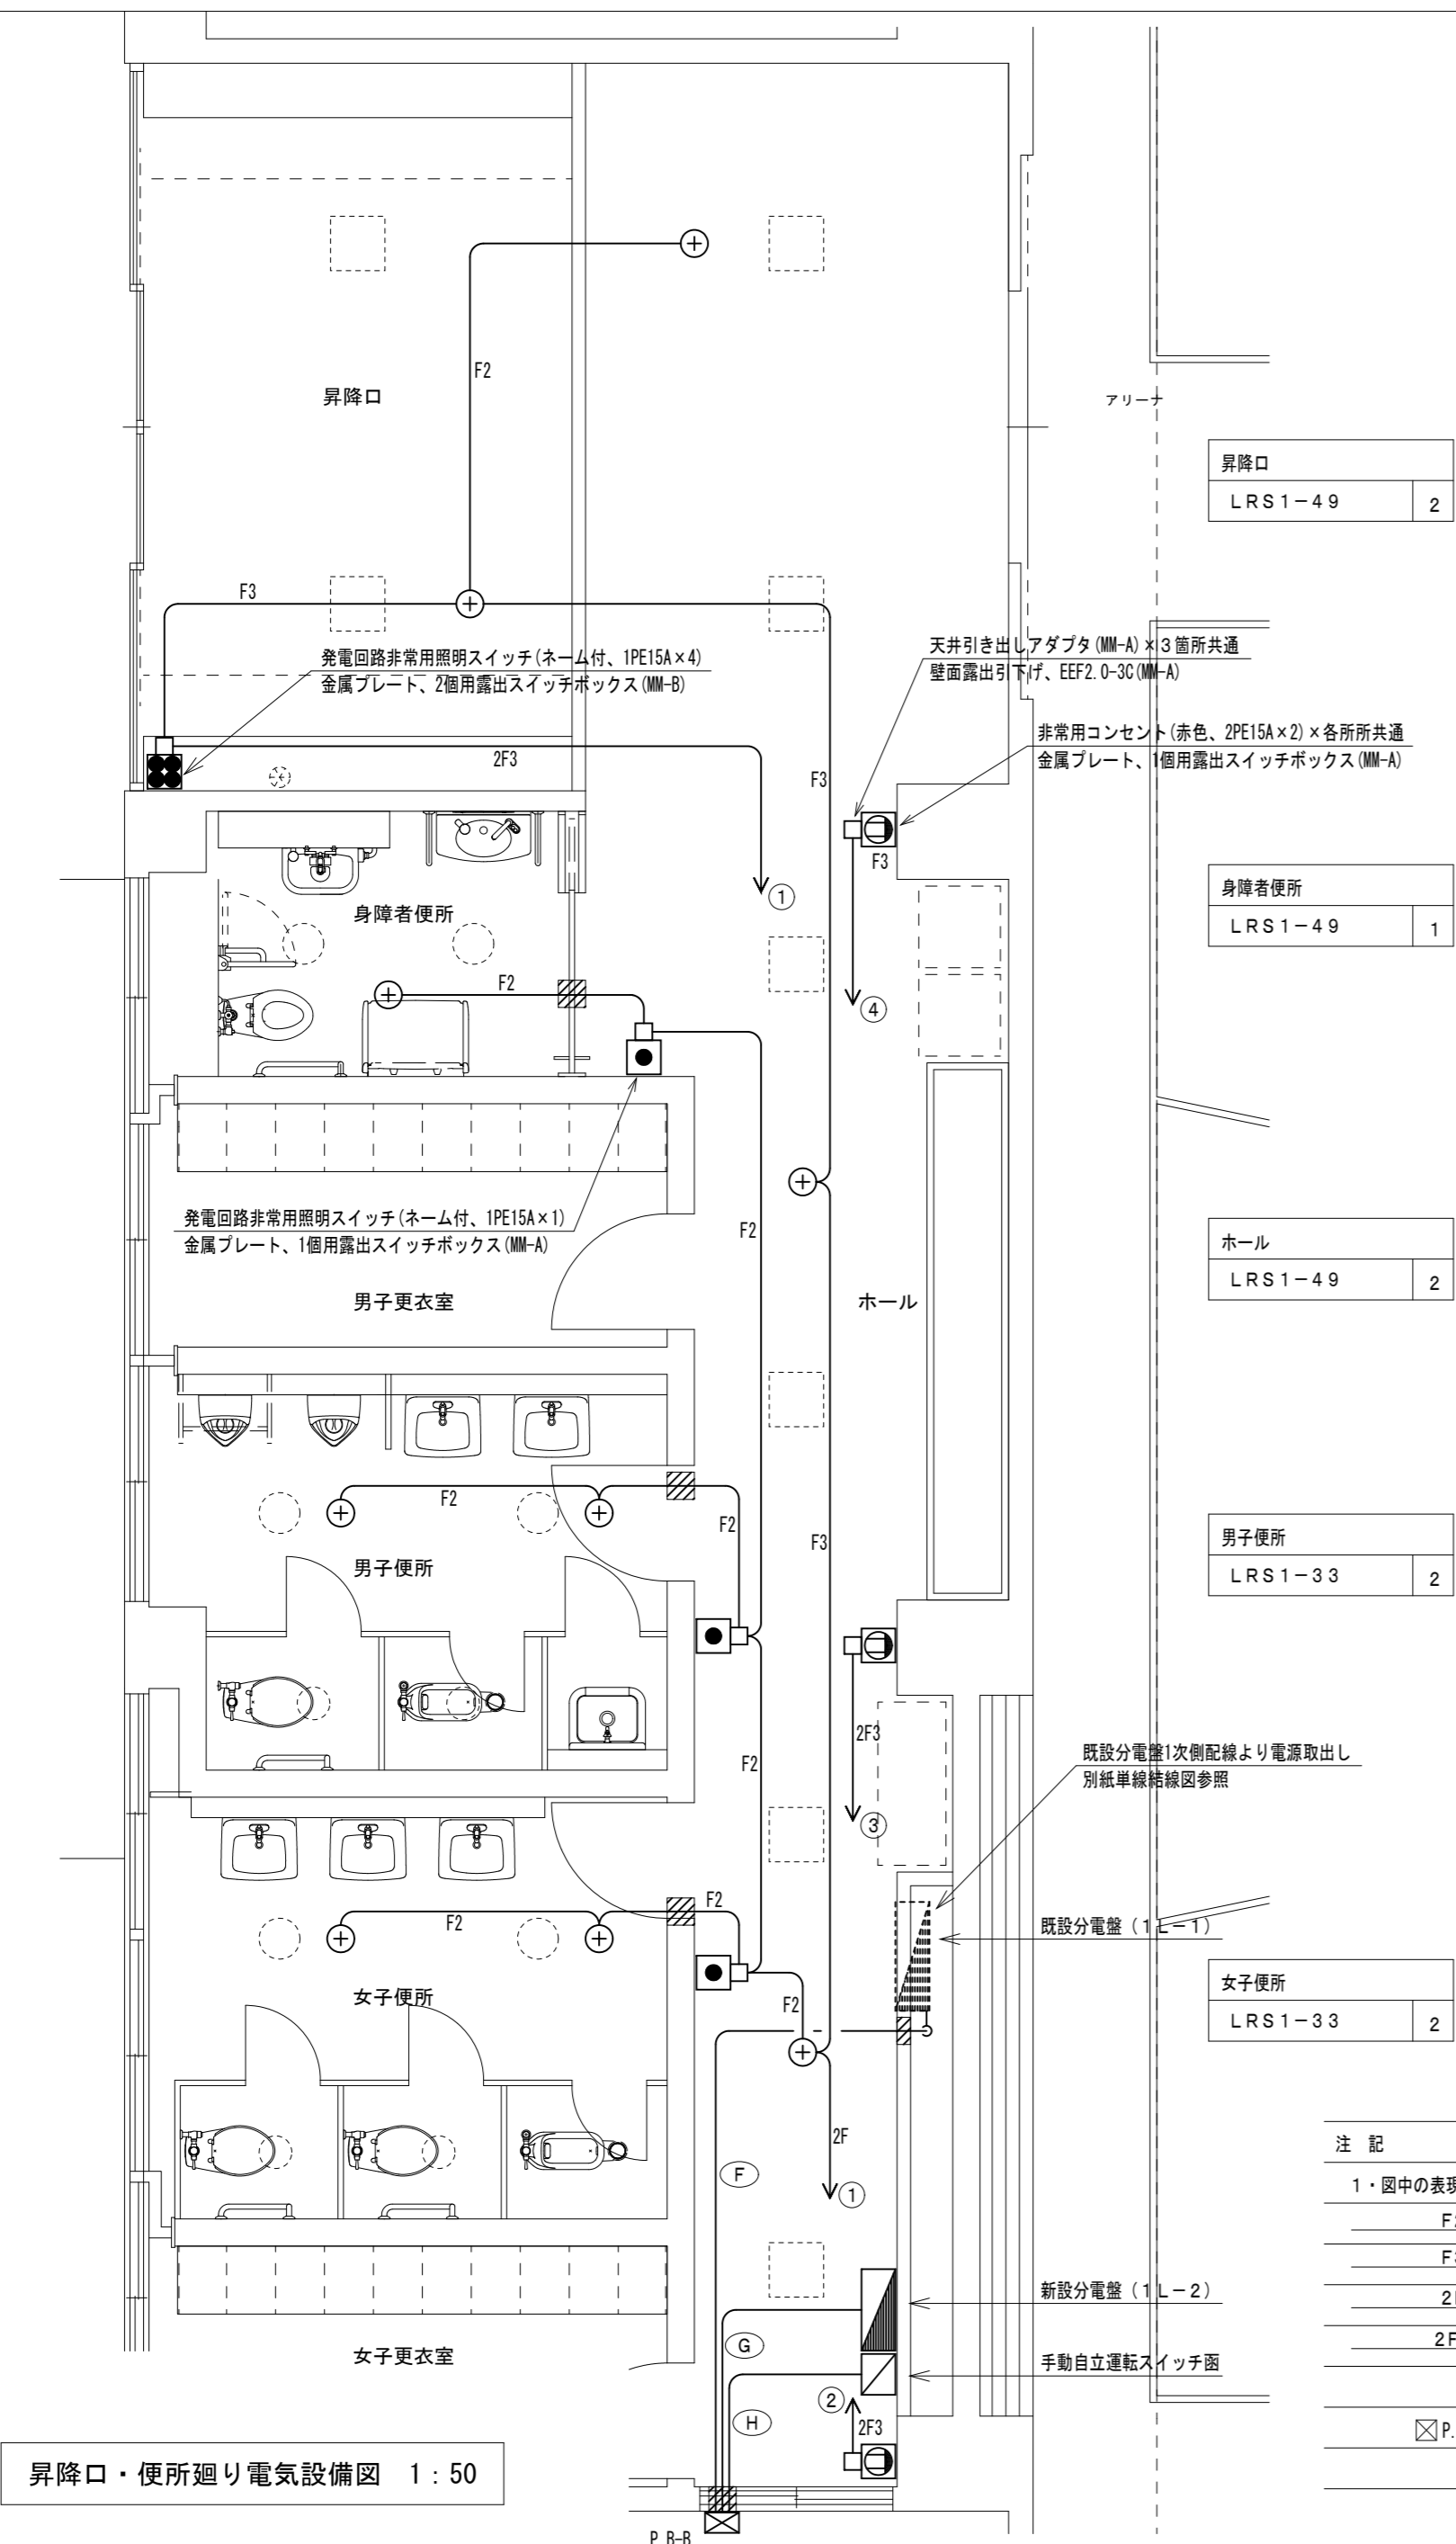 F2
昇降口
アリーナ
昇降口
LRS1-49 2
F3
発電回路非常用照明スイッチ(ネーム付、1PE15A×4)
金属プレート、2個用露出スイッチボックス(MM-B)
天井引き出しアダプタ(MM-A)×3箇所共通
壁面露出引下げ、EEF2.0-3C(MM-A)
非常用コンセント(赤色、2PE15A×2)×各所所共通
金属プレート、1個用露出スイッチボックス(MM-A)
2F3
F3
F3
①
身障者便所
身障者便所
LRS1-49 1
F2
④
発電回路非常用照明スイッチ(ネーム付、1PE15A×1)
金属プレート、1個用露出スイッチボックス(MM-A)
F2
男子更衣室
ホール
ホール
LRS1-49 2
F2
F2
F3
男子便所
男子便所
LRS1-33 2
2F3
F2
既設分電盤1次側配線より電源取出し
別紙単線結線図参照
③
F2
F2
既設分電盤(1L-1)
女子便所
F2
女子便所
LRS1-33 2
2F
F
①
注 記
1・図中の表現
2F
新設分電盤(1L-2)
G
女子更衣室
手動自立運転スイッチ函
②
H
2F3
P.
昇降口・便所廻り電気設備図 1:50
P.B-B